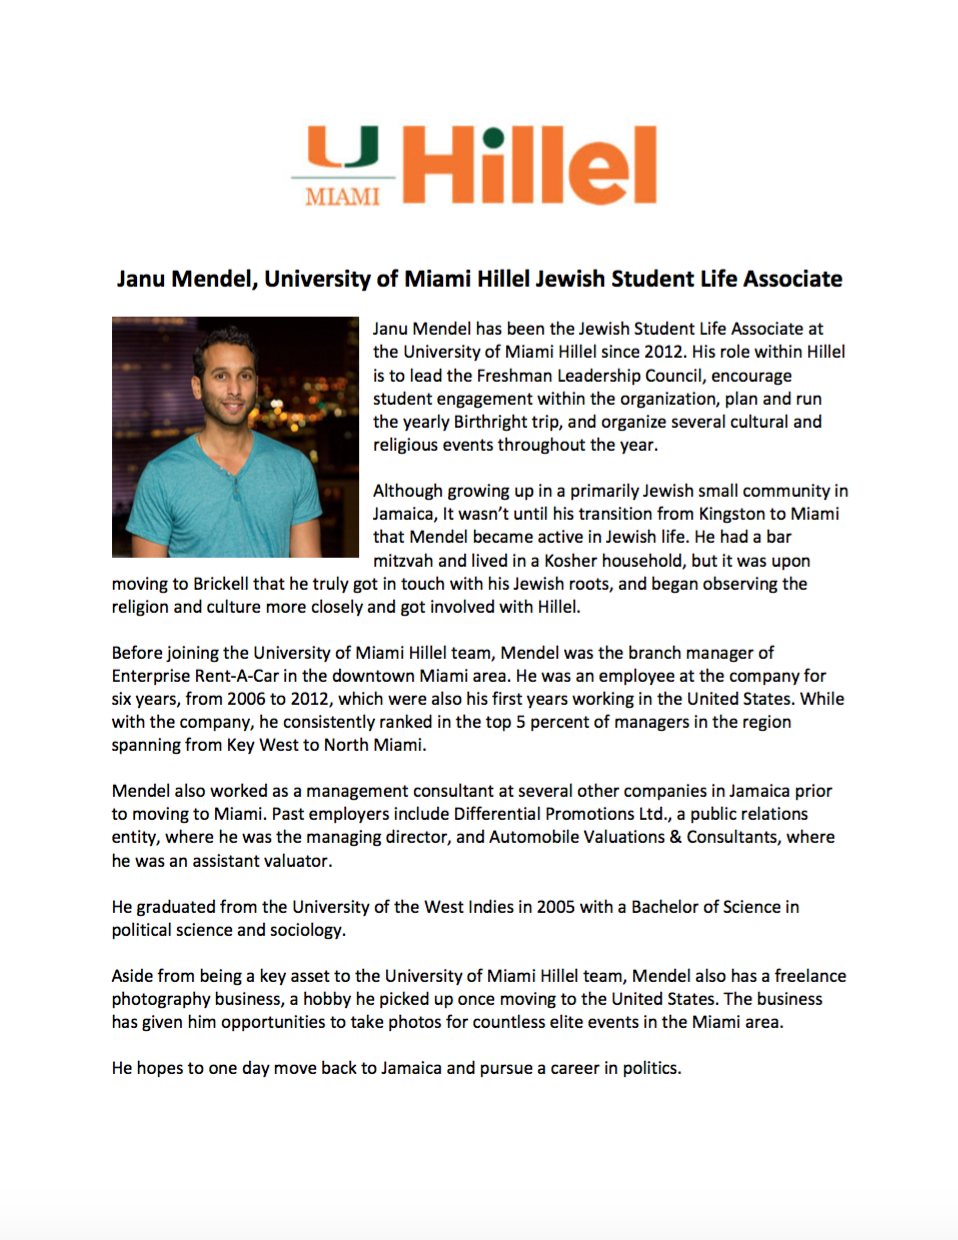 U Hillel
MIAMI
Janu Mendel, University of Miami Hillel Jewish Student Life Associate
Janu Mendel has been the Jewish Student Life Associate at
the University of Miami Hillel since 2012. His role within Hillel
is to lead the Freshman Leadership Council, encourage
student engagement within the organization, plan and run
the yearly Birthright trip, and organize several cultural and
religious events throughout the year.
Although growing up in a primarily Jewish small community in
Jamaica, It wasn’t until his transition from Kingston to Miami
that Mendel became active in Jewish life. He had a bar
mitzvah and lived in a Kosher household, but it was upon
moving to Brickell that he truly got in touch with his Jewish roots, and began observing the
religion and culture more closely and got involved with Hillel.
Before joining the University of Miami Hillel team, Mendel was the branch manager of
Enterprise Rent-A-Car in the downtown Miami area. He was an employee at the company for
six years, from 2006 to 2012, which were also his first years working in the United States. While
with the company, he consistently ranked in the top 5 percent of managers in the region
spanning from Key West to North Miami.
Mendel also worked as a management consultant at several other companies in Jamaica prior
to moving to Miami. Past employers include Differential Promotions Ltd., a public relations
entity, where he was the managing director, and Automobile Valuations & Consultants, where
he was an assistant valuator.
He graduated from the University of the West Indies in 2005 with a Bachelor of Science in
political science and sociology.
Aside from being a key asset to the University of Miami Hillel team, Mendel also has a freelance
photography business, a hobby he picked up once moving to the United States. The business
has given him opportunities to take photos for countless elite events in the Miami area.
He hopes to one day move back to Jamaica and pursue a career in politics.